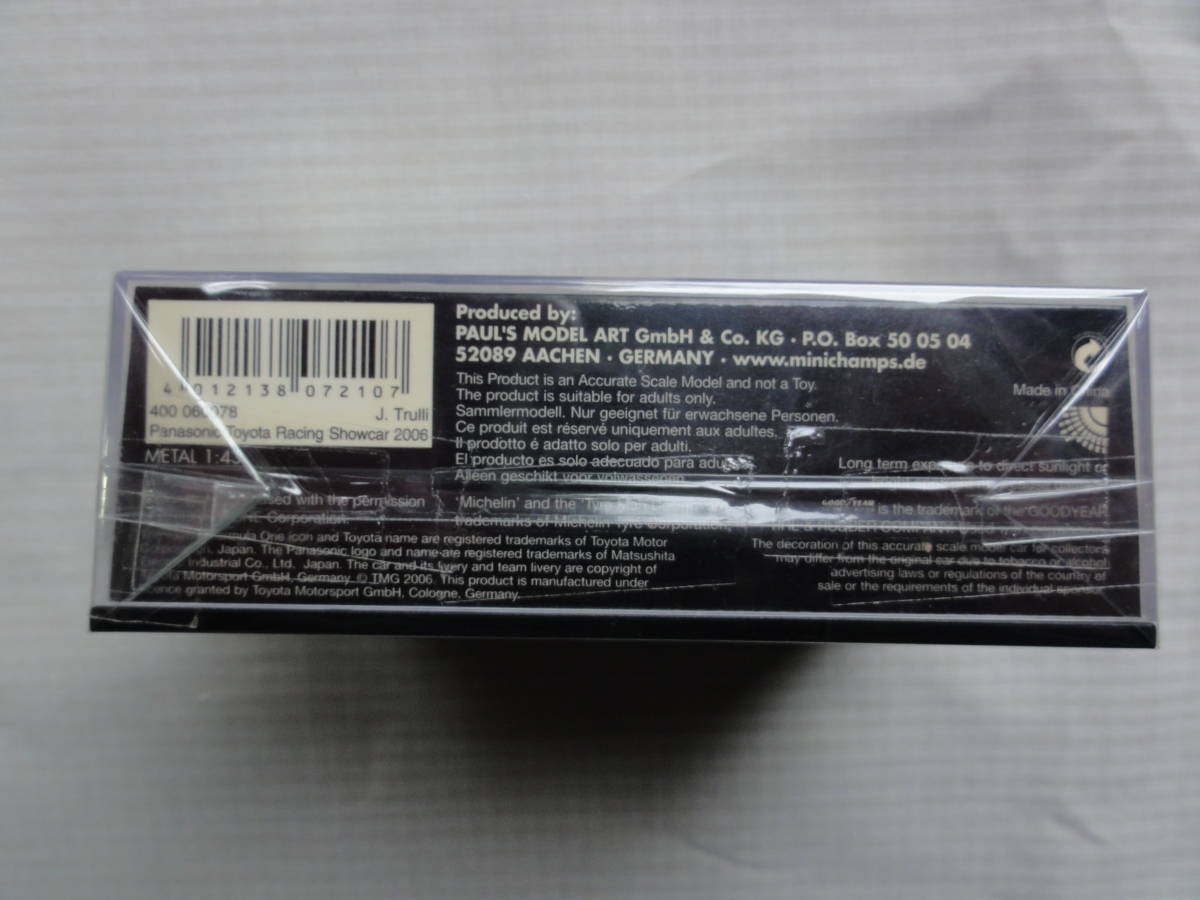 4 012138 072107
400 060078 J. Trulli
Panasonic Toyota Racing Showcar 2006
METAL 1:43
Produced by:
PAUL'S MODEL ART GmbH & Co. KG · P.O. Box 50 05 04
52089 AACHEN · GERMANY · www.minichamps.de
This Product is an Accurate Scale Model and not a Toy.
The product is suitable for adults only.
Sammlermodell. Nur geeignet für erwachsene Personen.
Ce produit est réservé uniquement aux adultes.
Il prodotto é adatto solo per adulti.
El producto es solo adecuado para
Alleen geschikt voor volwassenen.
Made in China
Long term to direct sunlight or
with the permission
Corporation.
'Michelin' and the
trademarks of Michelin Tyre Corporation.
GOODYEAR is the trademark of the GOODYEAR
One icon and Toyota name are registered trademarks of Toyota Motor
Japan. The Panasonic logo and name are registered trademarks of Matsushita
Industrial Co., Ltd. Japan. The car and its livery and team livery are copyright of
Motorsport GmbH, Germany. © TMG 2006. This product is manufactured under
granted by Toyota Motorsport GmbH, Cologne, Germany.
The decoration of this accurate scale model car for collectors
may differ from the original car due to tobacco or alcohol
advertising laws or regulations of the country of
sale or the requirements of the individual sponsor.